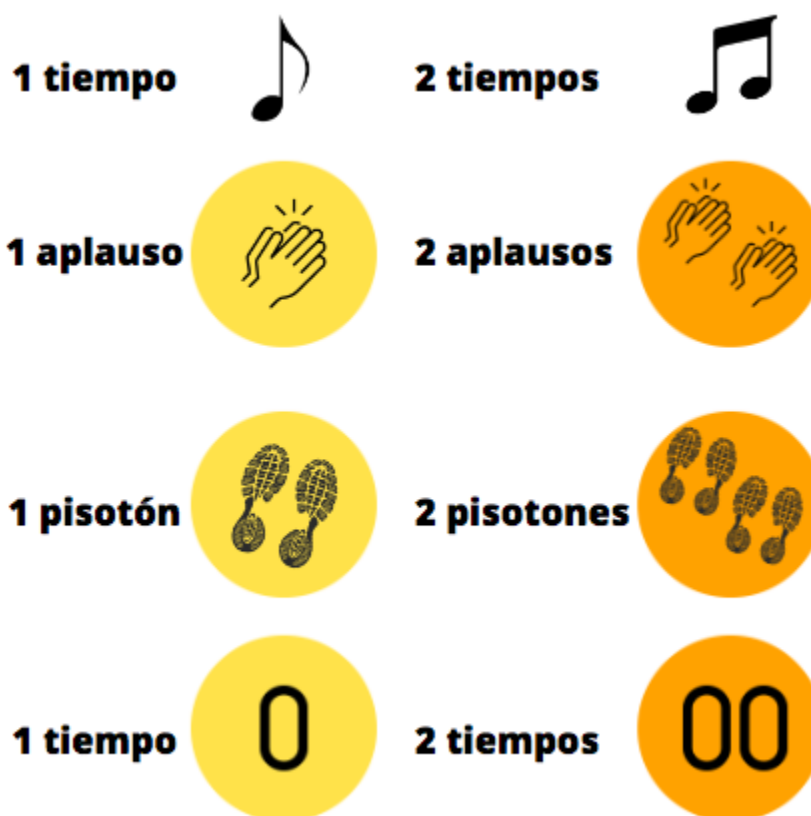 1 tiempo
2 tiempos
1 aplauso
2 aplausos
1 pisotón
2 pisotones
1 tiempo
0
2 tiempos
00